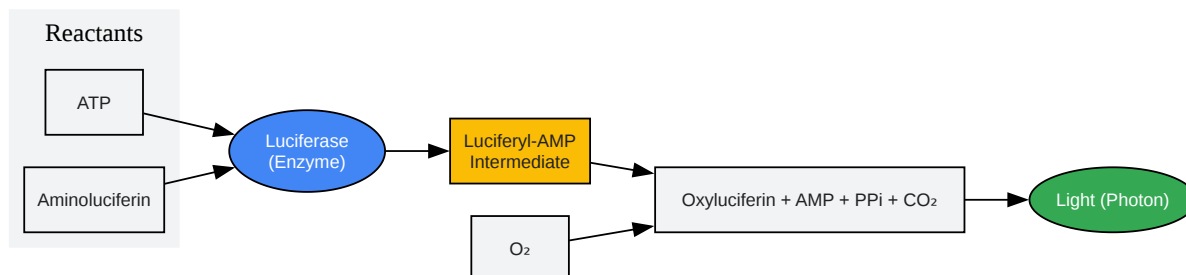 Reactants
ATP
Aminoluciferin
Luciferase
(Enzyme)
Luciferyl-AMP
Intermediate
O₂
Oxyluciferin + AMP + PPi + CO₂
Light (Photon)